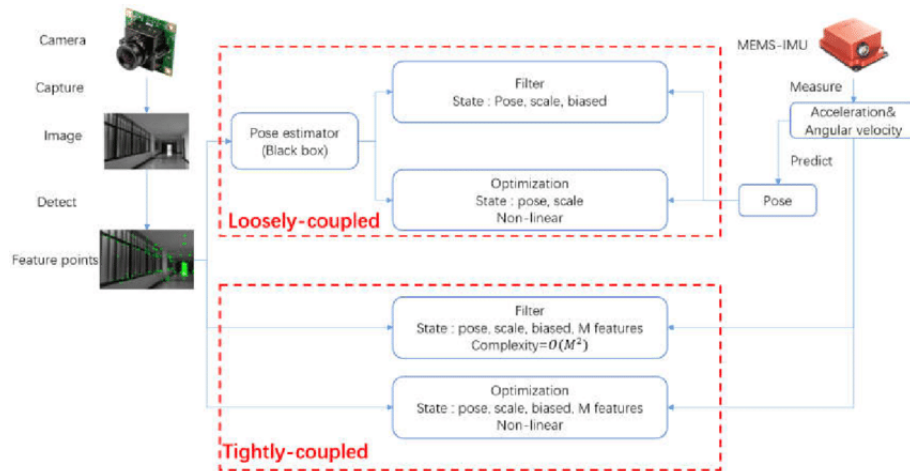 Camera
Capture
Image
Detect
Feature points
Pose estimator
(Black box)
Filter
State : Pose, scale, biased
Optimization
State : pose, scale
Non-linear
Loosely-coupled
MEMS-IMU
Measure
Acceleration&
Angular velocity
Predict
Pose
Filter
State : pose, scale, biased, M features
Complexity=O(M²)
Optimization
State : pose, scale, biased, M features
Non-linear
Tightly-coupled